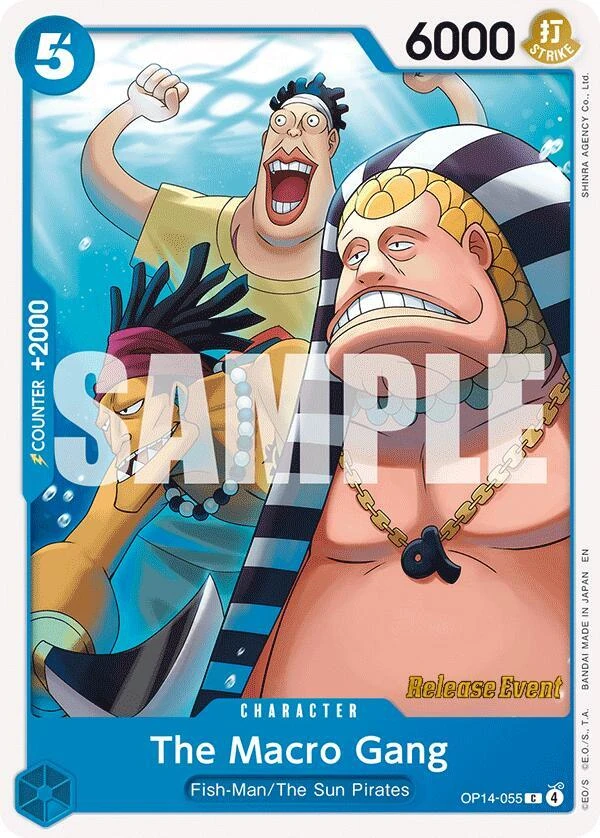 5
6000
打
STRIKE
SHINRA AGENCY Co., Ltd.
COUNTER +2000
SAMPLE
BANDAI MADE IN JAPAN EN
©EO/S ©E.O./S., T.A.
Release Event
CHARACTER
The Macro Gang
Fish-Man/The Sun Pirates
OP14-055 C 4